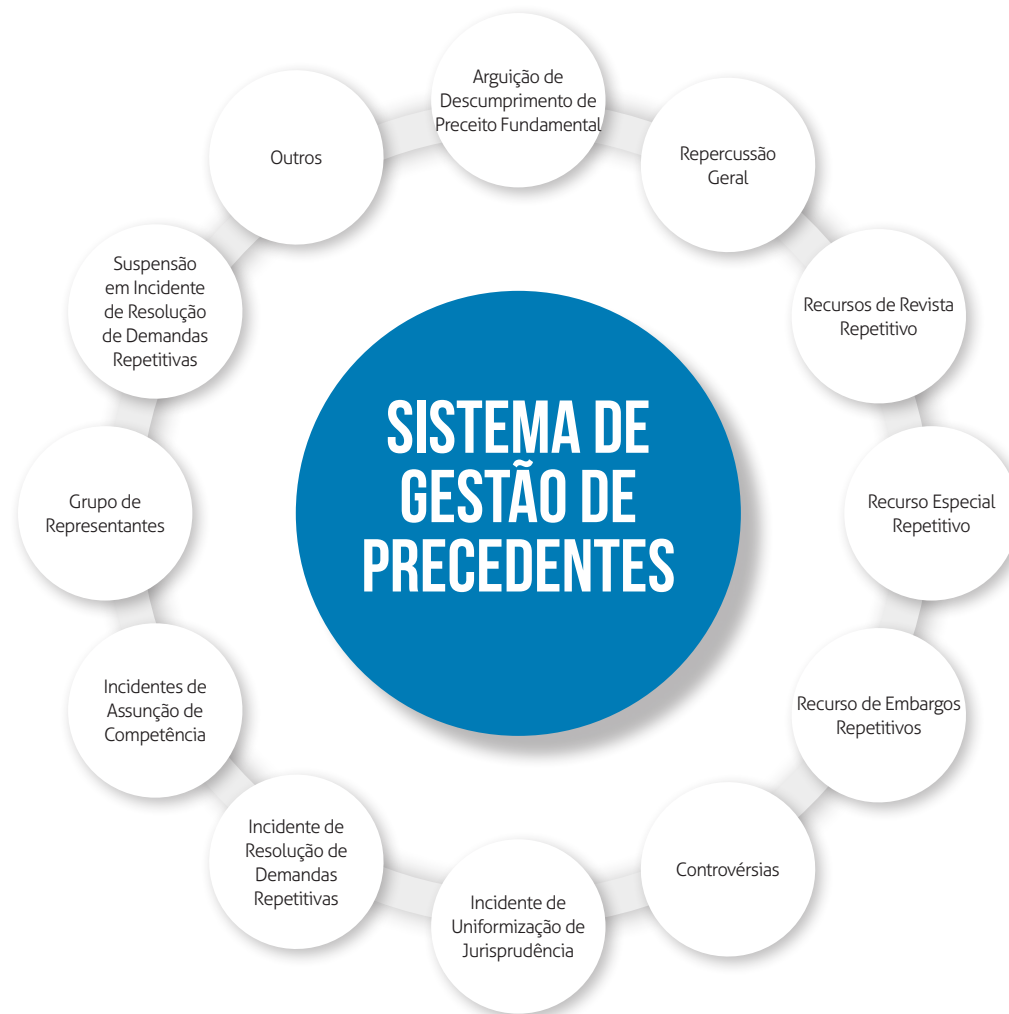 Arguição de
Descumprimento de
Preceito Fundamental
Repercussão
Geral
Recursos de Revista
Repetitivo
Recurso Especial
Repetitivo
Recurso de Embargos
Repetitivos
Controvérsias
Incidente de
Uniformização de
Jurisprudência
Incidente de
Resolução de
Demandas
Repetitivas
Incidentes de
Assunção de
Competência
Grupo de
Representantes
Suspensão
em Incidente
de Resolução
de Demandas
Repetitivas
Outros
SISTEMA DE
GESTÃO DE
PRECEDENTES